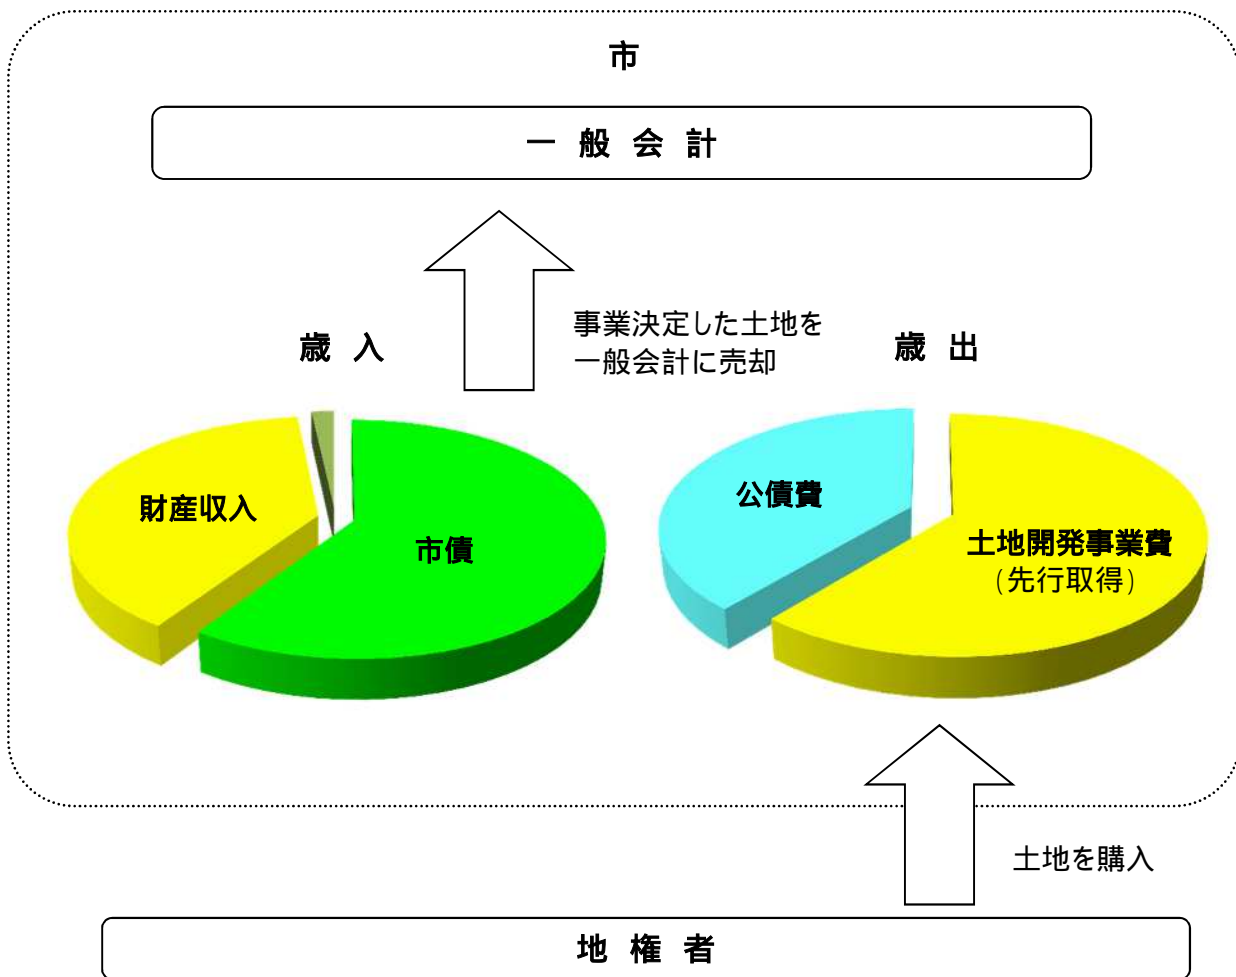 市
一般会計
事業決定した土地を
一般会計に売却
歳入
歳出
財産収入
市債
公債費
土地開発事業費
（先行取得）
土地を購入
地権者